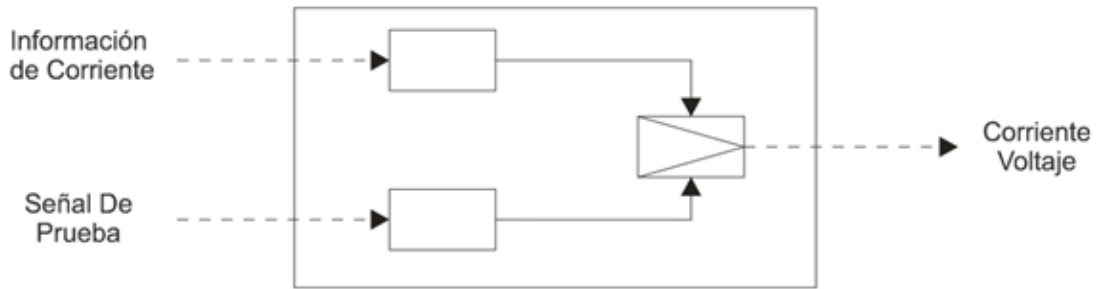 Información
de Corriente
Señal De
Prueba
Corriente
Voltaje